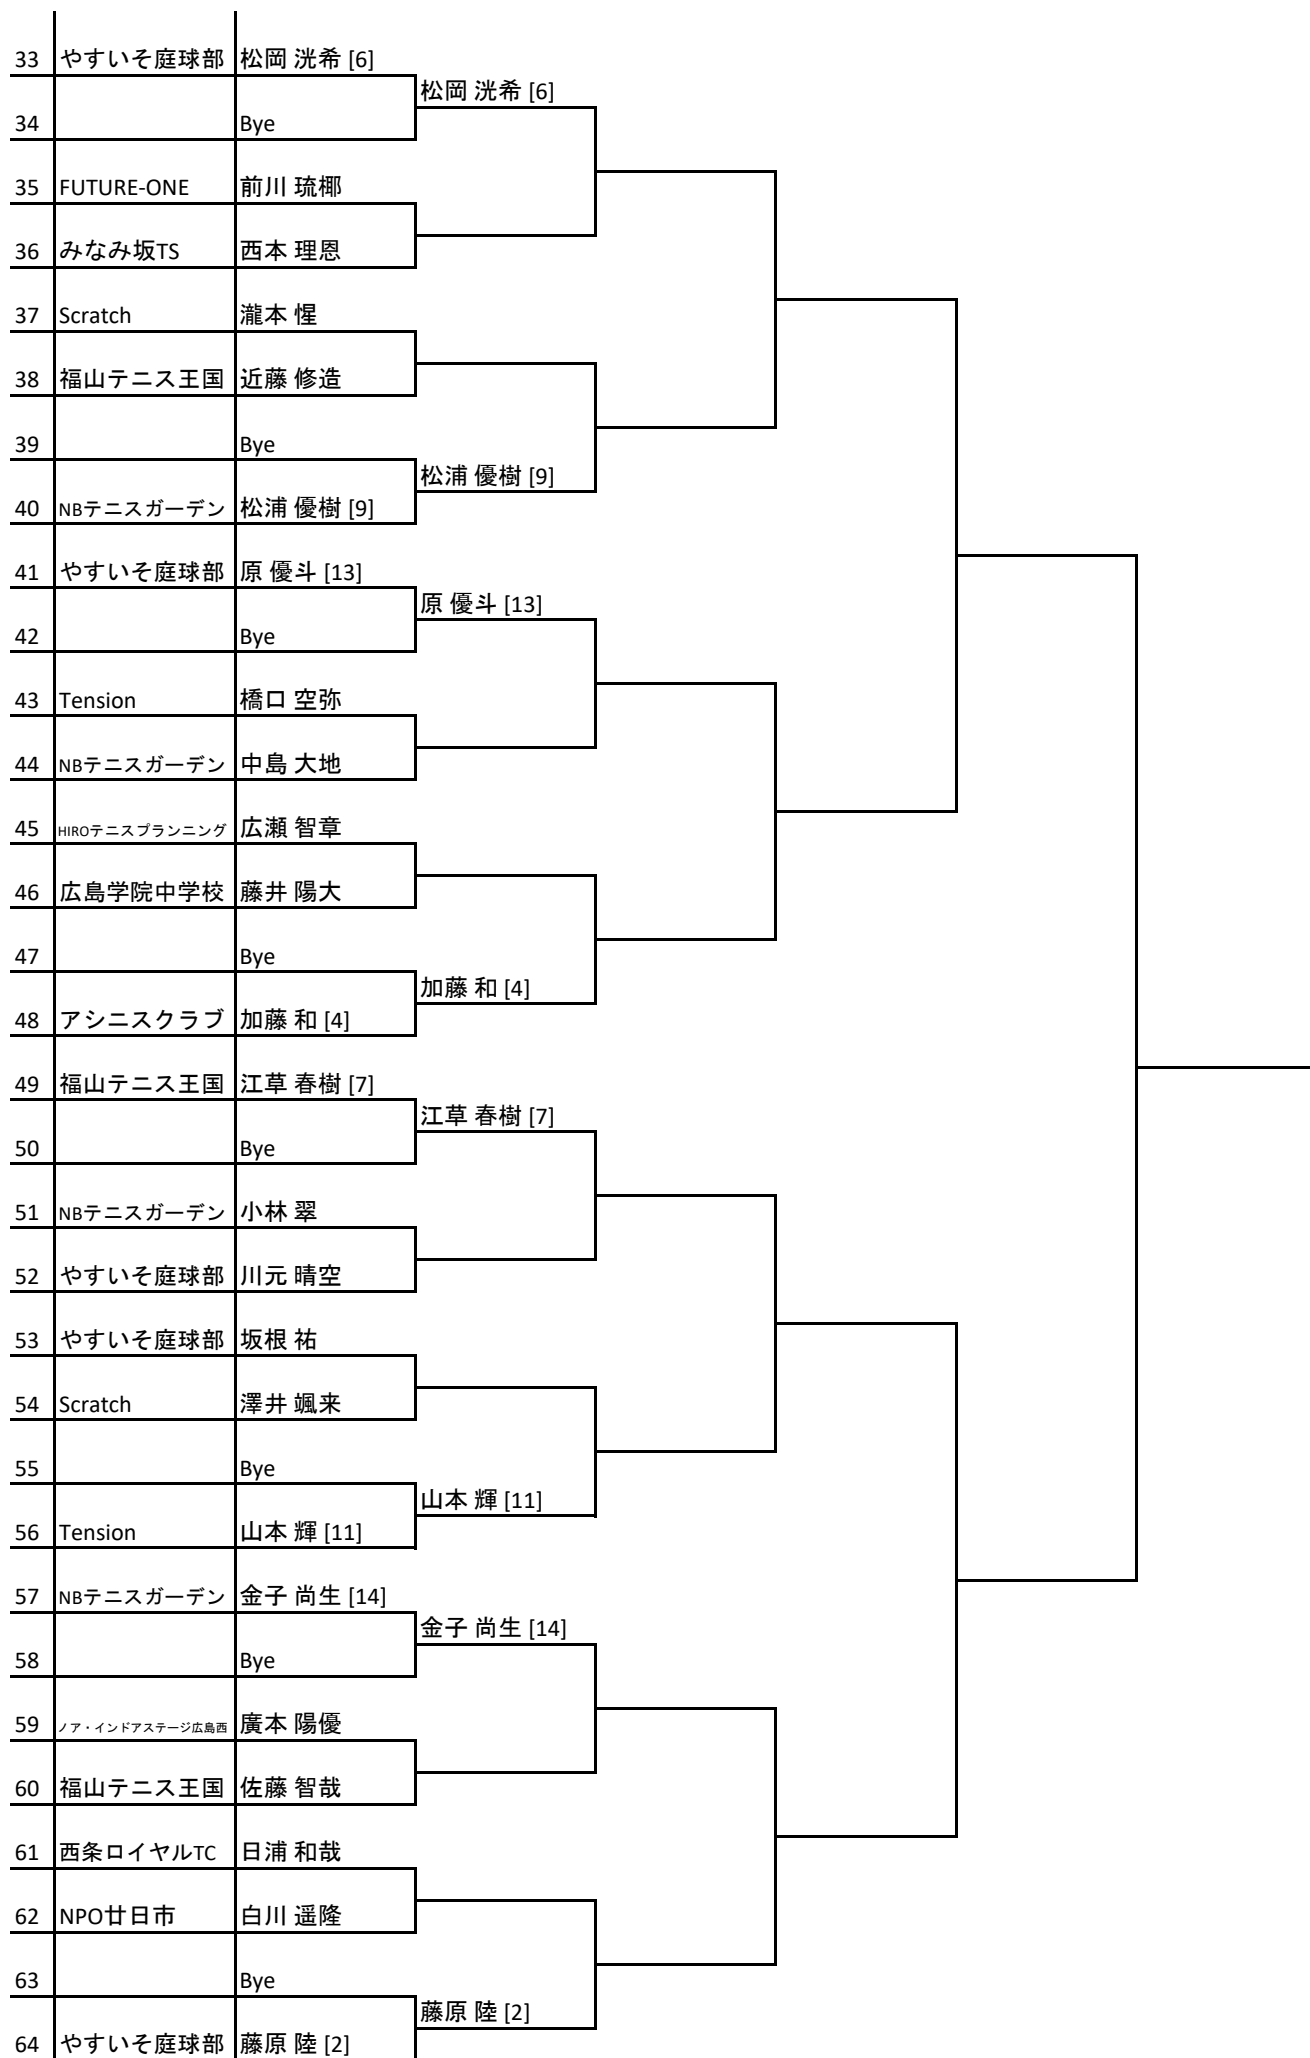 33 やすいそ庭球部 松岡 洸希 [6]
松岡 洸希 [6]
34 Bye
35 FUTURE-ONE 前川 琉椰
36 みなみ坂TS 西本 理恩
37 Scratch 瀧本 惺
38 福山テニス王国 近藤 修造
39 Bye
松浦 優樹 [9]
40 NBテニスガーデン 松浦 優樹 [9]
41 やすいそ庭球部 原 優斗 [13]
原 優斗 [13]
42 Bye
43 Tension 橋口 空弥
44 NBテニスガーデン 中島 大地
45 HIROテニスプランニング 広瀬 智章
46 広島学院中学校 藤井 陽大
47 Bye
加藤 和 [4]
48 アシニスクラブ 加藤 和 [4]
49 福山テニス王国 江草 春樹 [7]
江草 春樹 [7]
50 Bye
51 NBテニスガーデン 小林 翠
52 やすいそ庭球部 川元 晴空
53 やすいそ庭球部 坂根 祐
54 Scratch 澤井 颯来
55 Bye
山本 輝 [11]
56 Tension 山本 輝 [11]
57 NBテニスガーデン 金子 尚生 [14]
金子 尚生 [14]
58 Bye
59 ノア・インドアステージ広島西 廣本 陽優
60 福山テニス王国 佐藤 智哉
61 西条ロイヤルTC 日浦 和哉
62 NPO廿日市 白川 遥隆
63 Bye
藤原 陸 [2]
64 やすいそ庭球部 藤原 陸 [2]